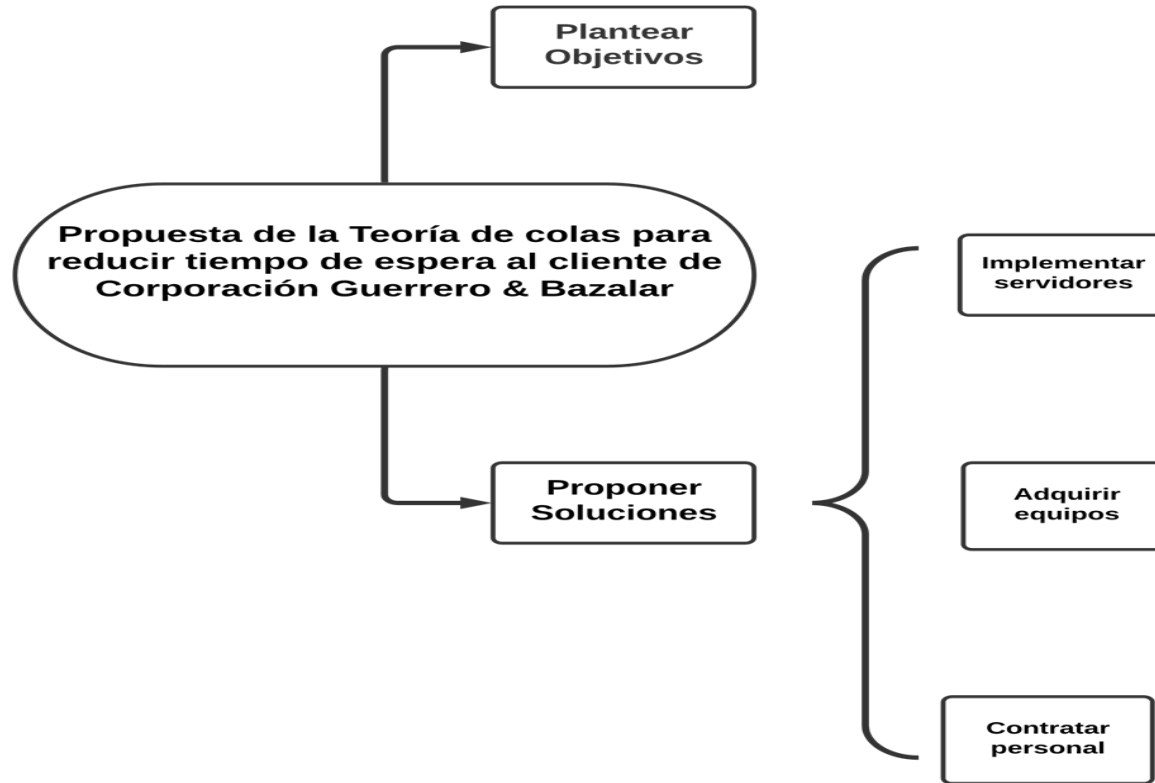 Plantear
Objetivos
Propuesta de la Teoría de colas para
reducir tiempo de espera al cliente de
Corporación Guerrero & Bazalar
Proponer
Soluciones
Implementar
servidores
Adquirir
equipos
Contratar
personal